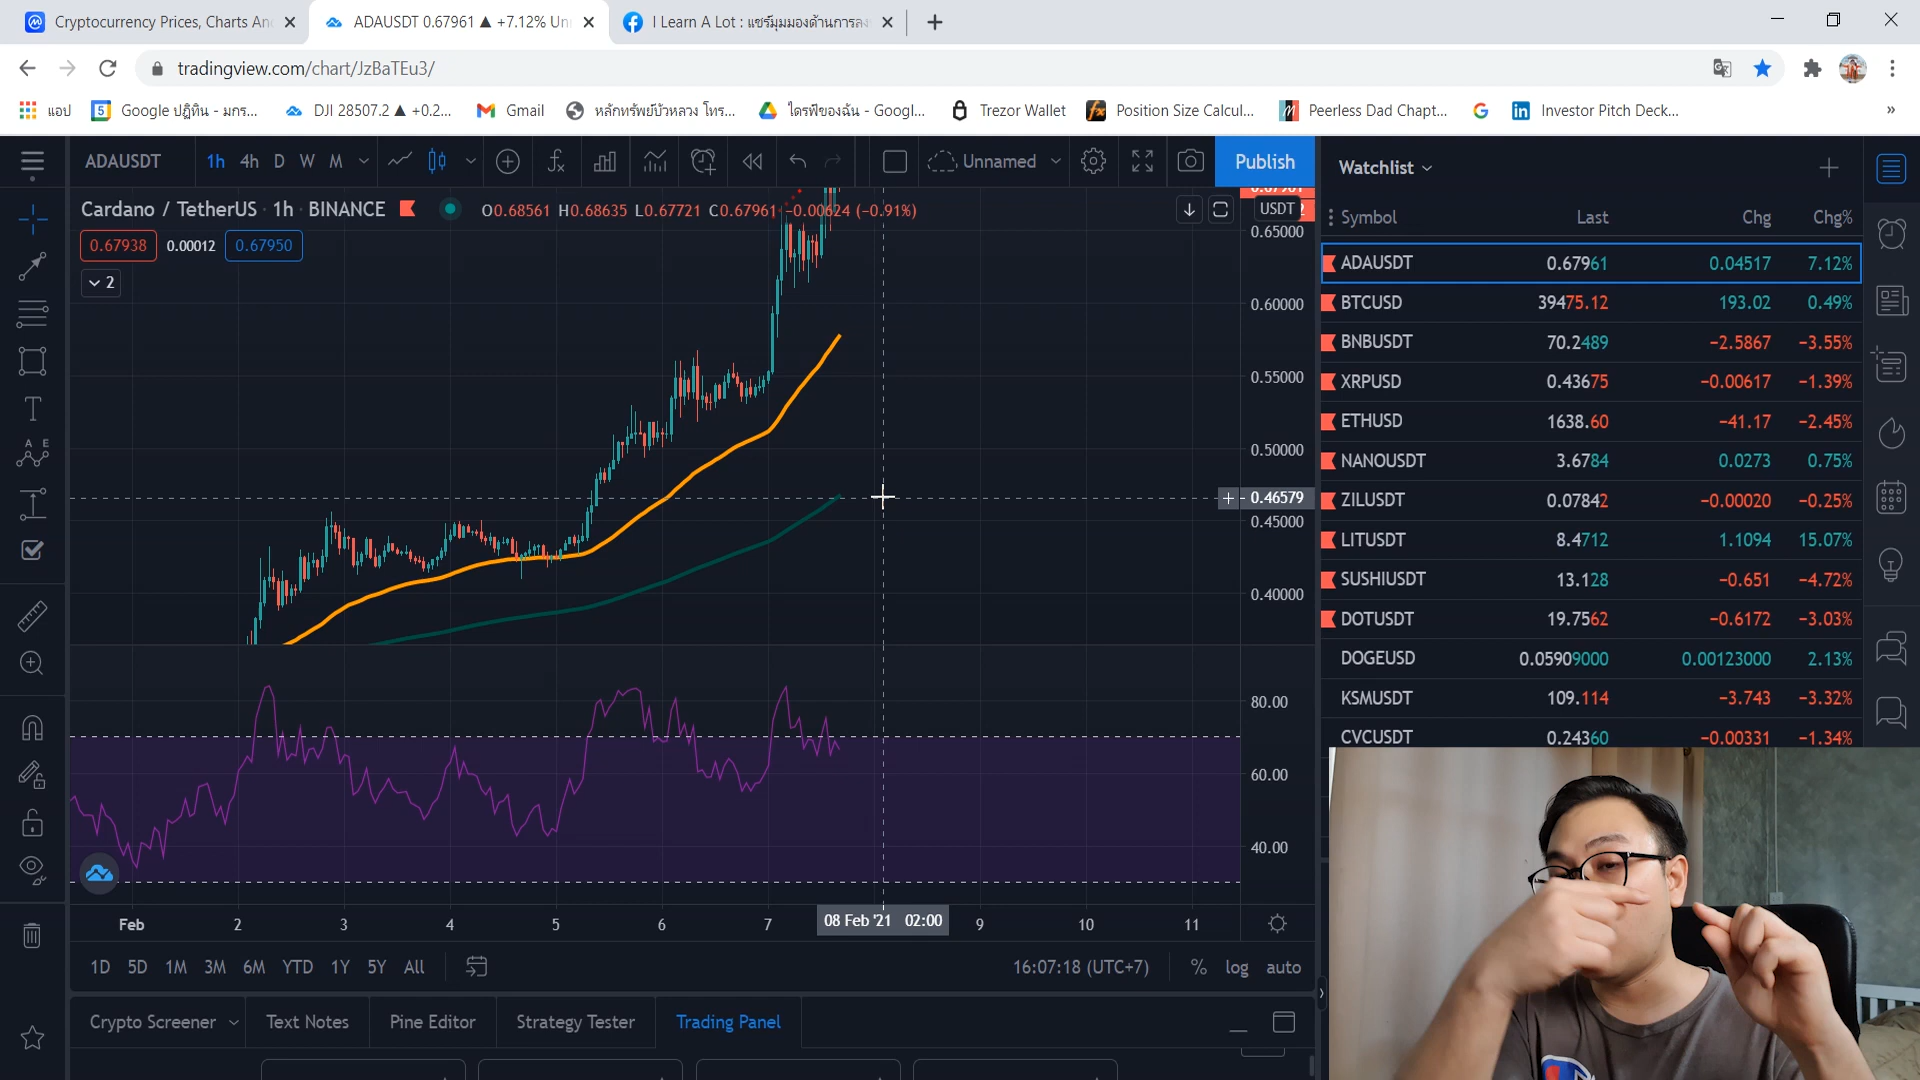 Cryptocurrency Prices, Charts An
ADAUSDT 0.67961 ▲ +7.12% Un
I Learn A Lot : แชร์มุมมองด้านการลง
tradingview.com/chart/JzBaTEu3/
แอป
5 Google ปฏิทิน - มกร...
DJI 28507.2 ▲ +0.2...
Gmail
หลักทรัพย์บัวหลวง โทร...
ไดรฟ์ของฉัน - Googl...
Trezor Wallet
Position Size Calcul...
Peerless Dad Chapt...
Investor Pitch Deck...
»
ADAUSDT 1h 4h D W M
Unnamed
Publish
Cardano / TetherUS · 1h · BINANCE
O0.68561 H0.68635 L0.67721 C0.67961 −0.00624 (−0.91%)
0.67938 0.00012 0.67950
2
USDT
0.65000
0.60000
0.55000
0.50000
0.46579
0.45000
0.40000
80.00
60.00
40.00
Feb 2 3 4 5 6 7 08 Feb '21 02:00 9 10 11
1D 5D 1M 3M 6M YTD 1Y 5Y All
16:07:18 (UTC+7) % log auto
Crypto Screener Text Notes Pine Editor Strategy Tester Trading Panel
Watchlist
Symbol Last Chg Chg%
ADAUSDT 0.67961 0.04517 7.12%
BTCUSD 39475.12 193.02 0.49%
BNBUSDT 70.2489 −2.5867 −3.55%
XRPUSD 0.43675 −0.00617 −1.39%
ETHUSD 1638.60 −41.17 −2.45%
NANOUSDT 3.6784 0.0273 0.75%
ZILUSDT 0.07842 −0.00020 −0.25%
LITUSDT 8.4712 1.1094 15.07%
SUSHIUSDT 13.128 −0.651 −4.72%
DOTUSDT 19.7562 −0.6172 −3.03%
DOGEUSD 0.05909000 0.00123000 2.13%
KSMUSDT 109.114 −3.743 −3.32%
CVCUSDT 0.24360 −0.00331 −1.34%